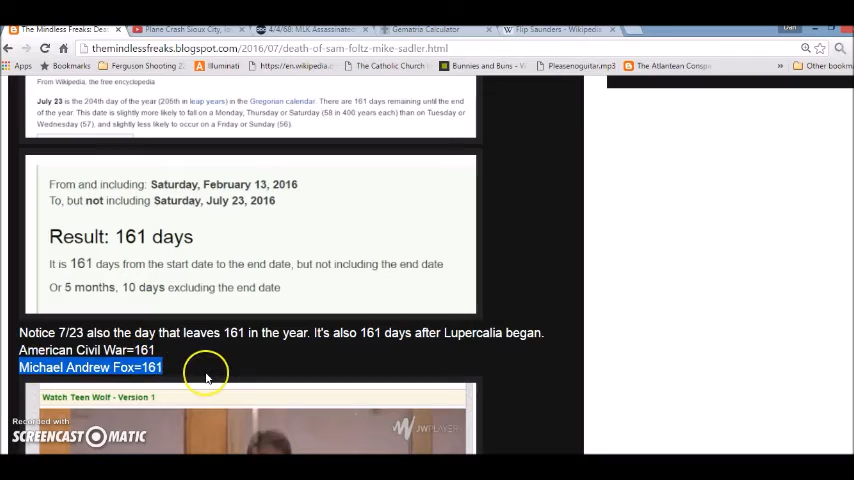 The Mindless Freaks: Dea
Plane Crash Sioux City, Io
4/4/68: MLK Assassinated
Gematria Calculator
Flip Saunders - Wikipedia
Dan
themindlessfreaks.blogspot.com/2016/07/death-of-sam-foltz-mike-sadler.html
Apps
Bookmarks
Ferguson Shooting 22
Illuminati
https://en.wikipedia.c
The Catholic Church
Bunnies and Burns - W
Pleasenoguitar.mp3
The Atlantean Consp
Other bookm
From Wikipedia, the free encyclopedia
July 23 is the 204th day of the year (205th in leap years) in the Gregorian calendar. There are 161 days remaining until the end
of the year. This date is slightly more likely to fall on a Monday, Thursday or Saturday (58 in 400 years each) than on Tuesday or
Wednesday (57), and slightly less likely to occur on a Friday or Sunday (56).
From and including: Saturday, February 13, 2016
To, but not including Saturday, July 23, 2016
Result: 161 days
It is 161 days from the start date to the end date, but not including the end date
Or 5 months, 10 days excluding the end date
Notice 7/23 also the day that leaves 161 in the year. It's also 161 days after Lupercalia began.
American Civil War=161
Michael Andrew Fox=161
Watch Teen Wolf - Version 1
JWPLAYER
Recorded with
SCREENCAST MATIC